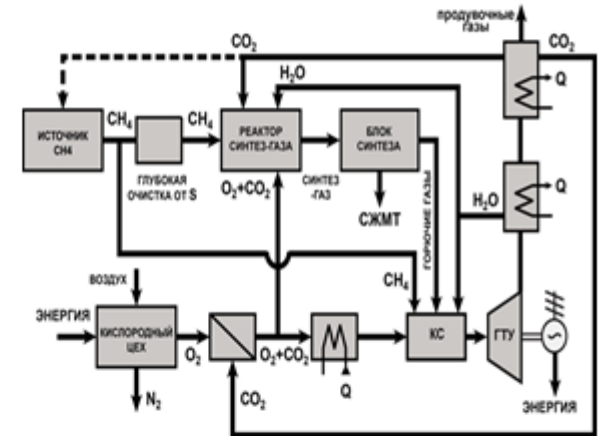 продувочные
газы
CO₂
CO₂
H₂O
Q
ИСТОЧНИК
CH4
CH₄
CH₄
РЕАКТОР
СИНТЕЗ-ГАЗА
БЛОК
СИНТЕЗА
ГЛУБОКАЯ
ОЧИСТКА ОТ S
O₂+CO₂
СИНТЕЗ
-ГАЗ
СЖМТ
ГОРЮЧИЕ ГАЗЫ
H₂O
Q
CH₄
ВОЗДУХ
ЭНЕРГИЯ
КИСЛОРОДНЫЙ
ЦЕХ
O₂
O₂+CO₂
КС
ГТУ
Q
N₂
CO₂
ЭНЕРГИЯ